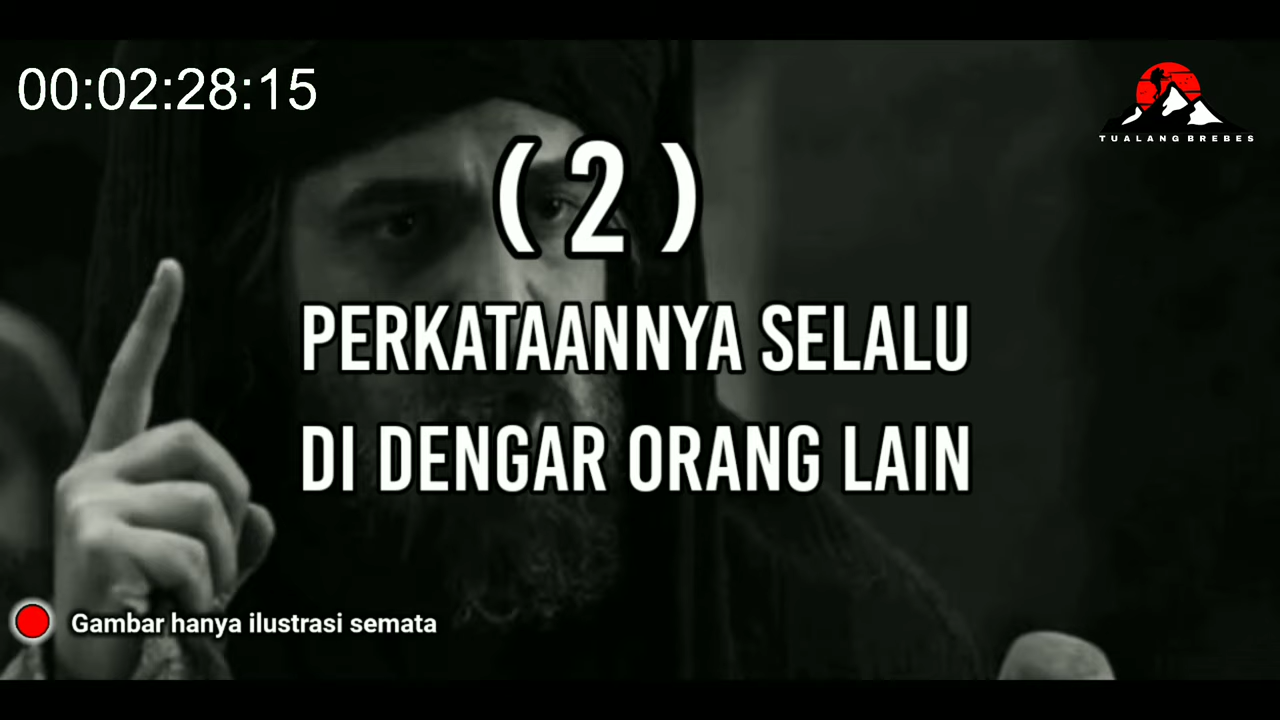 00:02:28:15
TUALANG BREBES
( 2 )
PERKATAANNYA SELALU
DI DENGAR ORANG LAIN
Gambar hanya ilustrasi semata